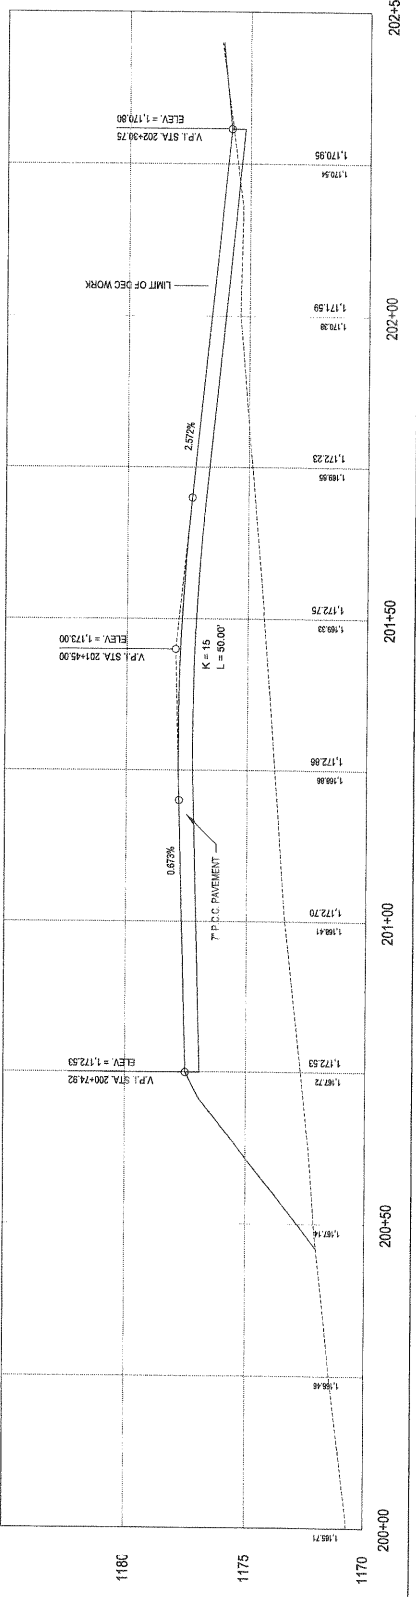 V.P.I. STA. 200+74.92
ELEV. = 1,172.53
0.673%
7" P.C.C. PAVEMENT
V.P.I. STA. 201+45.00
ELEV. = 1,173.00
K = 15
L = 50.00'
2.572%
LIMIT OF DEC WORK
V.P.I. STA. 202+30.75
ELEV. = 1,170.80
1180
1175
1170
1,165.71
1,166.46
1,167.14
1,172.53
1,167.72
1,172.70
1,168.41
1,172.86
1,168.86
1,172.75
1,169.33
1,172.23
1,169.65
1,171.59
1,170.38
1,170.95
1,170.54
200+00
200+50
201+00
201+50
202+00
202+5